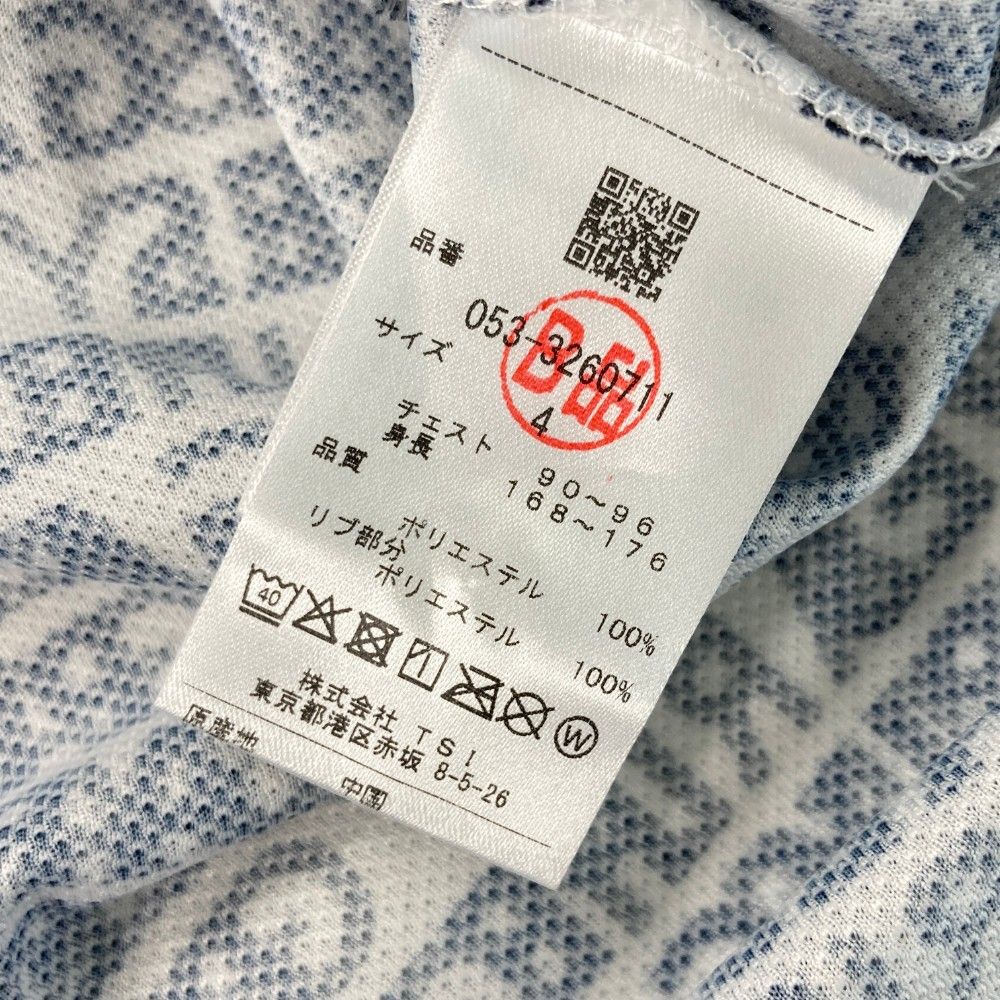 品番
053-3260711
B品
サイズ
4
チェスト 90~96
身長 168~176
品質
ポリエステル 100%
リブ部分
ポリエステル 100%
40
W
株式会社 TSI
東京都港区赤坂 8-5-26
原産地 中国